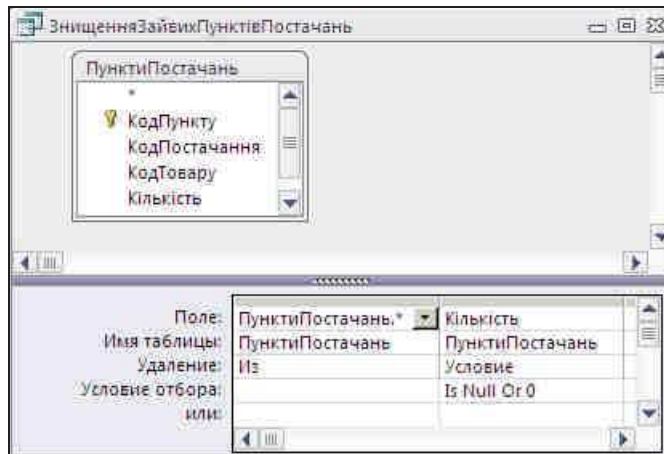 ЗнищенняЗайвихПунктівПостачань
ПунктиПостачань
*
КодПункту
КодПостачання
КодТовару
Кількість
Поле: ПунктиПостачань.* Кількість
Имя таблицы: ПунктиПостачань ПунктиПостачань
Удаление: Из Условие
Условие отбора: Is Null Or 0
или: